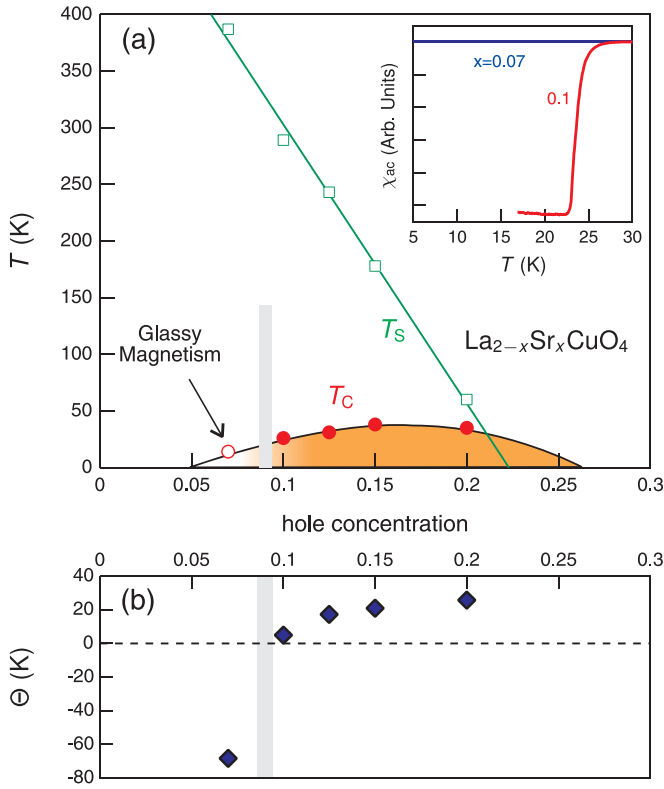 (a)
400
350
300
250
200
150
100
50
0
T (K)
x=0.07
0.1
χac (Arb. Units)
5 10 15 20 25 30
T (K)
Glassy
Magnetism
TS
La2−xSrxCuO4
TC
0 0.05 0.1 0.15 0.2 0.25 0.3
hole concentration
0 0.05 0.1 0.15 0.2 0.25 0.3
(b)
40
20
0
-20
-40
-60
-80
Θ (K)